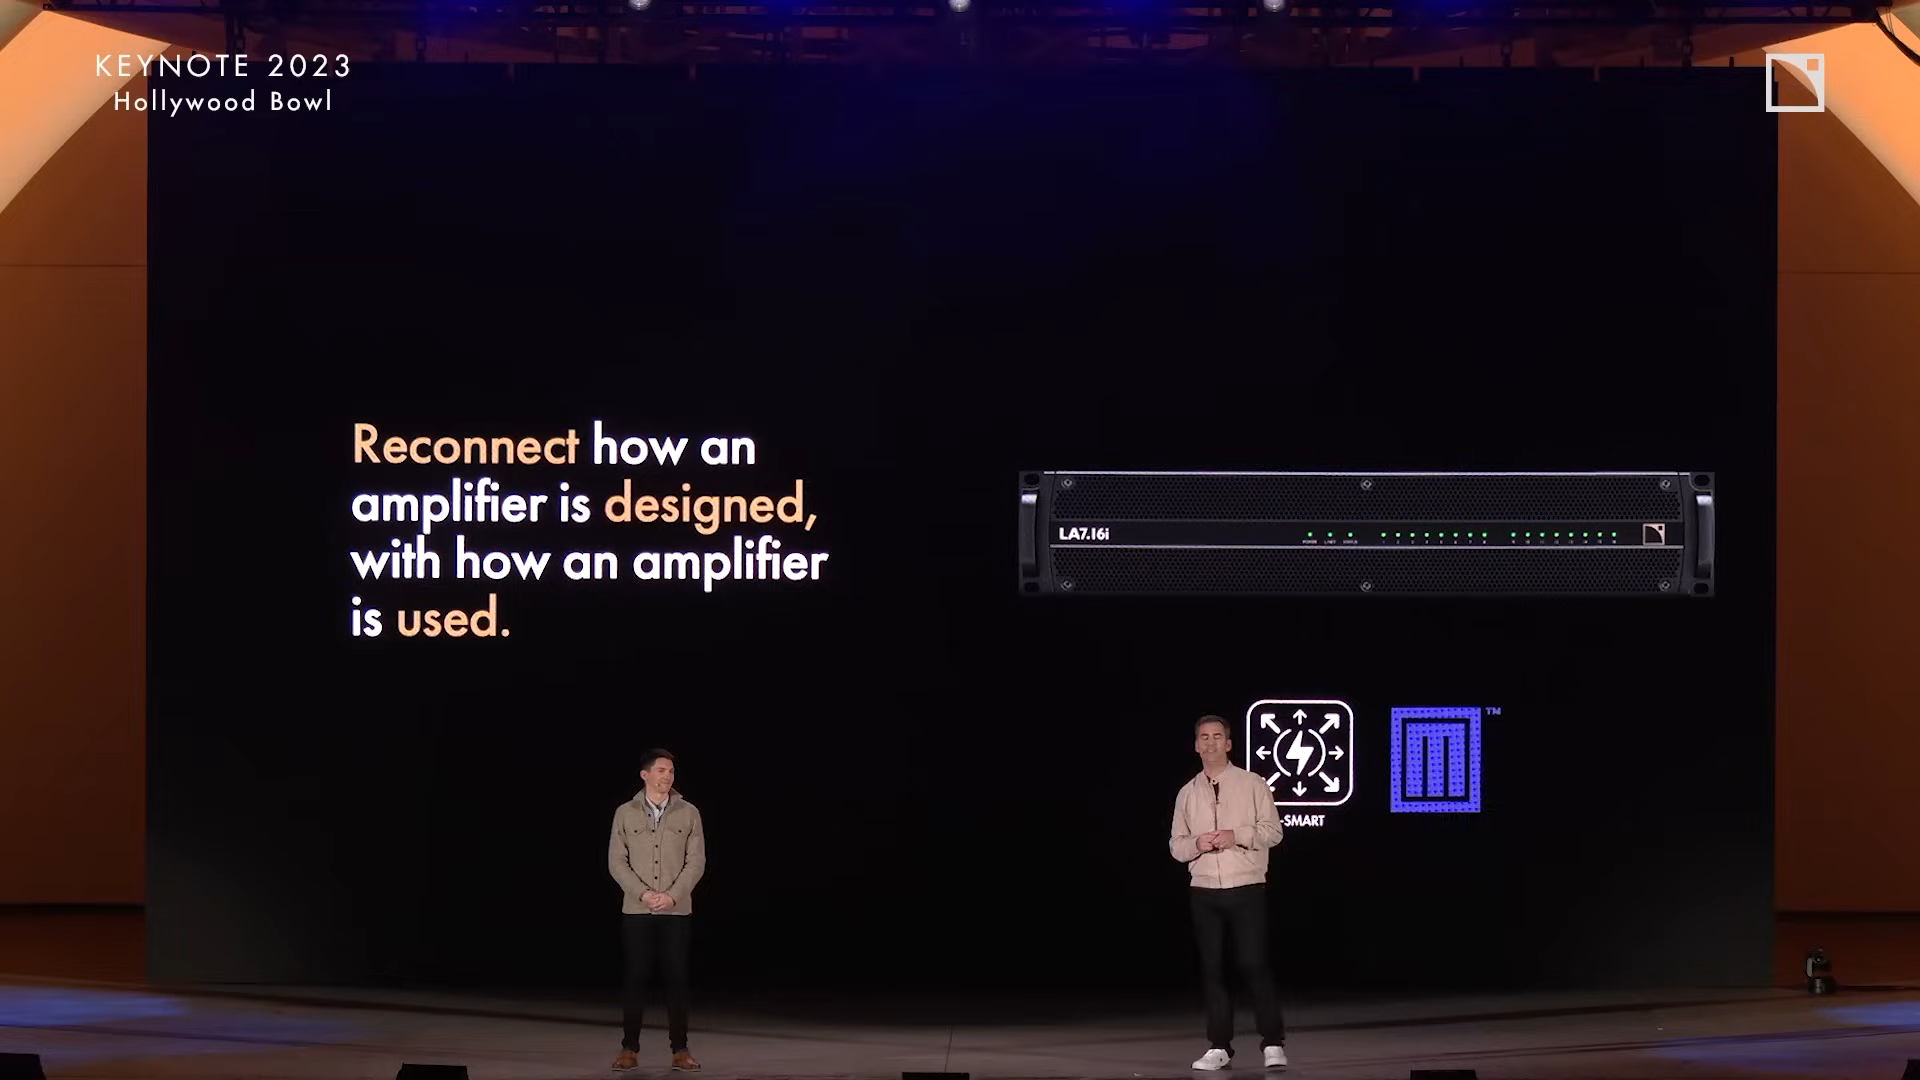 KEYNOTE 2023
Hollywood Bowl
Reconnect how an
amplifier is designed,
with how an amplifier
is used.
LA7.16i
-SMART
TM